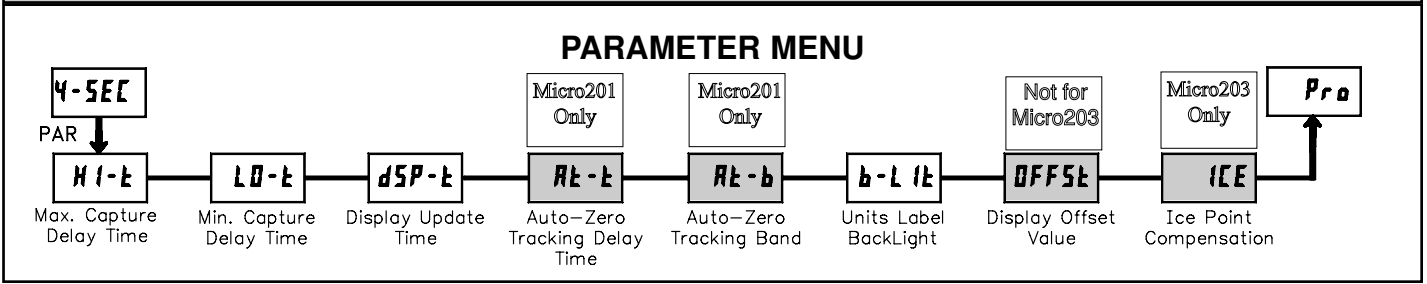 PARAMETER MENU
4-SEC
PAR
Micro201
Only
Micro201
Only
Not for
Micro203
Micro203
Only
Pro
HI-t
LO-t
dSP-t
At-t
At-b
b-LIt
OFFSt
ICE
Max. Capture
Delay Time
Min. Capture
Delay Time
Display Update
Time
Auto-Zero
Tracking Delay
Time
Auto-Zero
Tracking Band
Units Label
BackLight
Display Offset
Value
Ice Point
Compensation